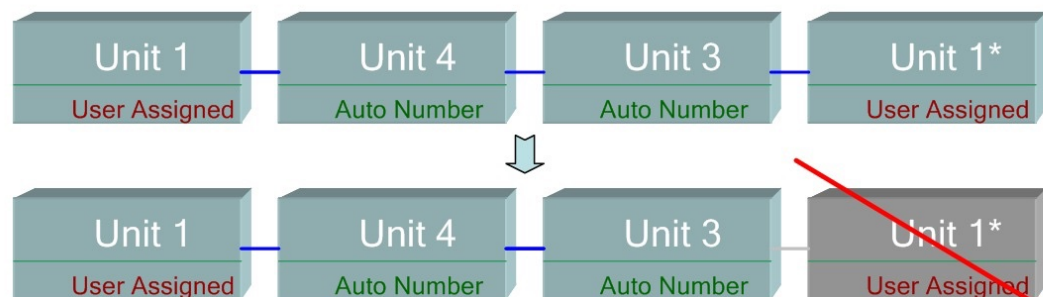 Unit 1 Unit 4 Unit 3 Unit 1*
User Assigned Auto Number Auto Number User Assigned
Unit 1 Unit 4 Unit 3 Unit 1*
User Assigned Auto Number Auto Number User Assigned